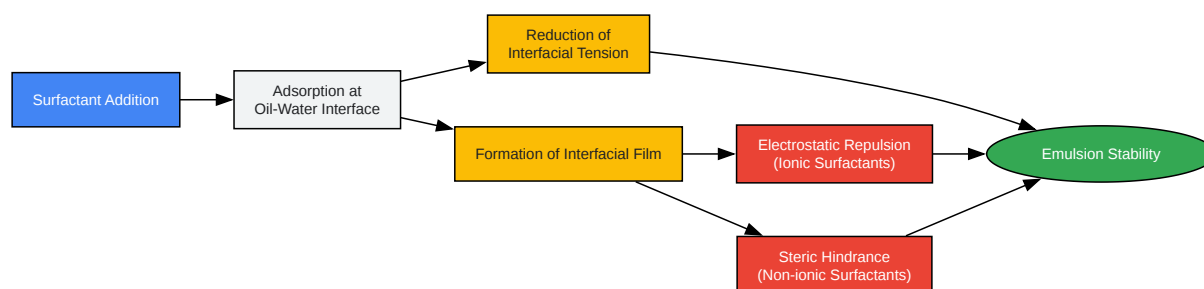 Surfactant Addition
Adsorption at
Oil-Water Interface
Reduction of
Interfacial Tension
Formation of Interfacial Film
Electrostatic Repulsion
(Ionic Surfactants)
Steric Hindrance
(Non-ionic Surfactants)
Emulsion Stability